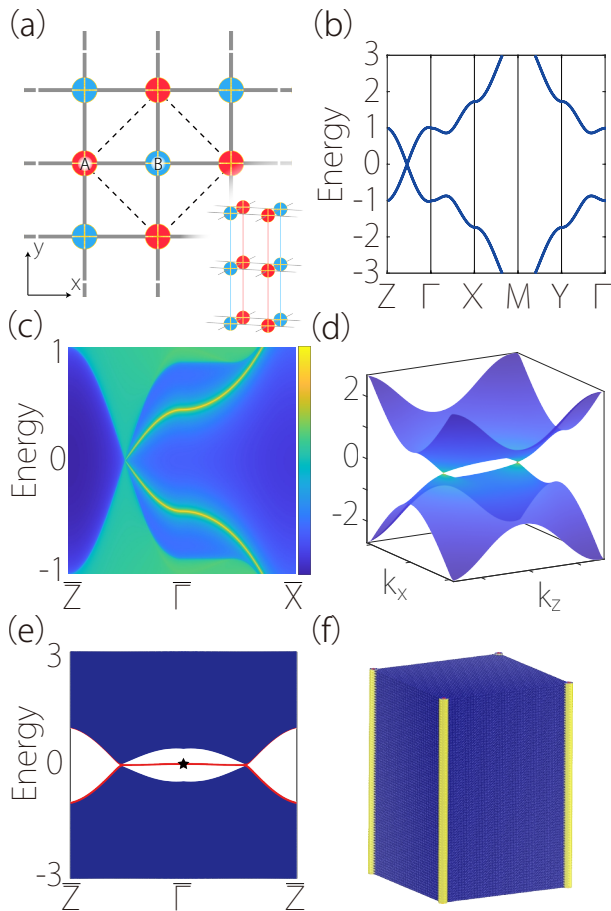 (a)
A
B
y
x
(b)
Energy
3
2
1
0
-1
-2
-3
Z Γ X M Y Γ
(c)
Energy
1
0
-1
Z̅ Γ̅ X̅
(d)
2
0
-2
kx
kz
(e)
Energy
3
0
-3
Z̅ Γ̅ Z̅
(f)